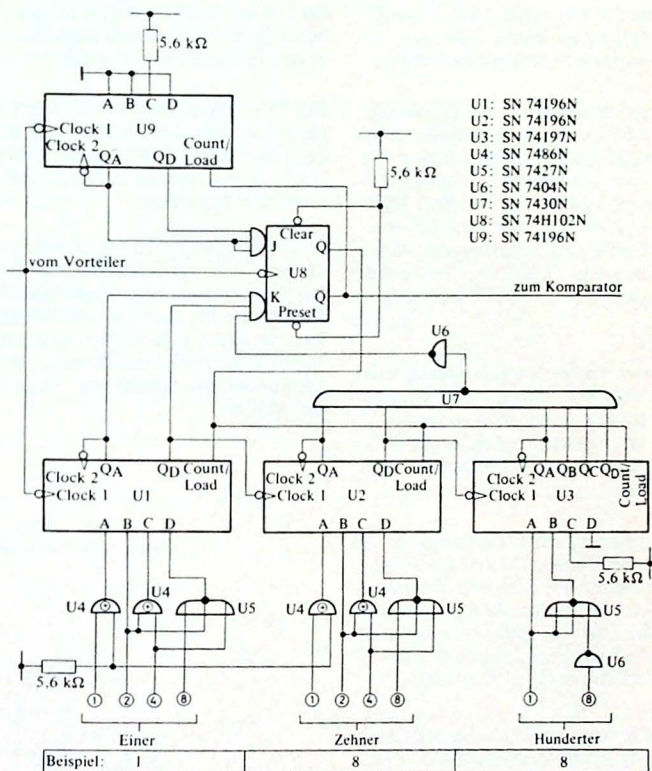 5,6 kΩ
A B C D
Clock 1 U9 Count/
Clock 2 Load
QA QD
U1: SN 74196N
U2: SN 74196N
U3: SN 74197N
U4: SN 7486N
U5: SN 7427N
U6: SN 7404N
U7: SN 7430N
U8: SN 74H102N
U9: SN 74196N
5,6 kΩ
Clear
J Q
vom Vorteiler
U8
K Q
Preset
zum Komparator
U6
U7
Clock 2 QA QD Count/
Clock 1 U1 Load
A B C D
Clock 2 QA QD Count/
Clock 1 U2 Load
A B C D
Clock 2 QA QB QC QD Count/
Clock 1 U3 Load
A B C D
5,6 kΩ
U4 U4 U5
U4 U4 U5
U5
U6
5,6 kΩ
1 2 4 8
1 2 4 8
1 8
Einer Zehner Hunderter
Beispiel: 1 8 8